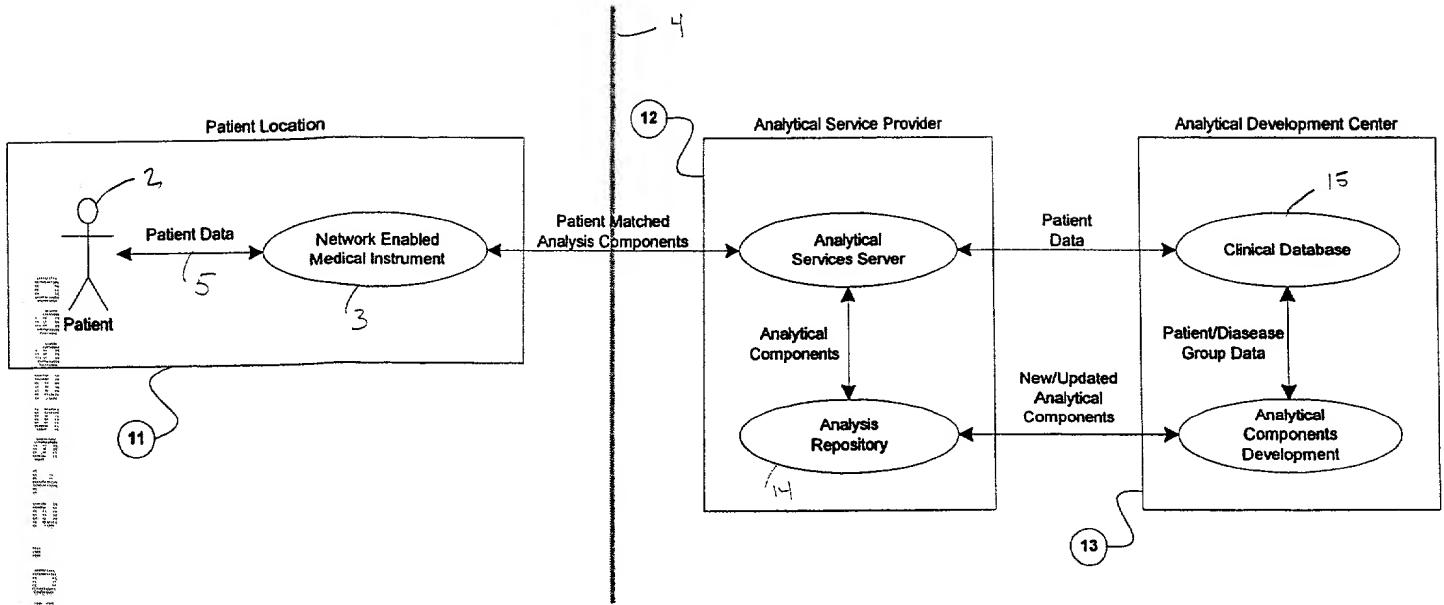 4
Patient Location
12
Analytical Service Provider
Analytical Development Center
2
15
Patient Data
Network Enabled
Medical Instrument
Patient Matched
Analysis Components
Analytical
Services Server
Patient
Data
Clinical Database
5
3
Patient
Analytical
Components
Patient/Diasease
Group Data
New/Updated
Analytical
Components
Analysis
Repository
Analytical
Components
Development
11
14
13